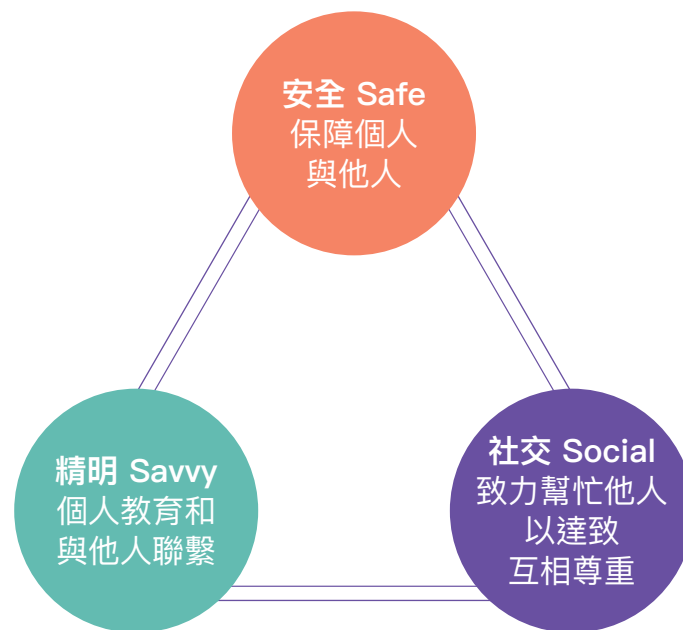 安全 Safe
保障個人
與他人
精明 Savvy
個人教育和
與他人聯繫
社交 Social
致力幫忙他人
以達致
互相尊重